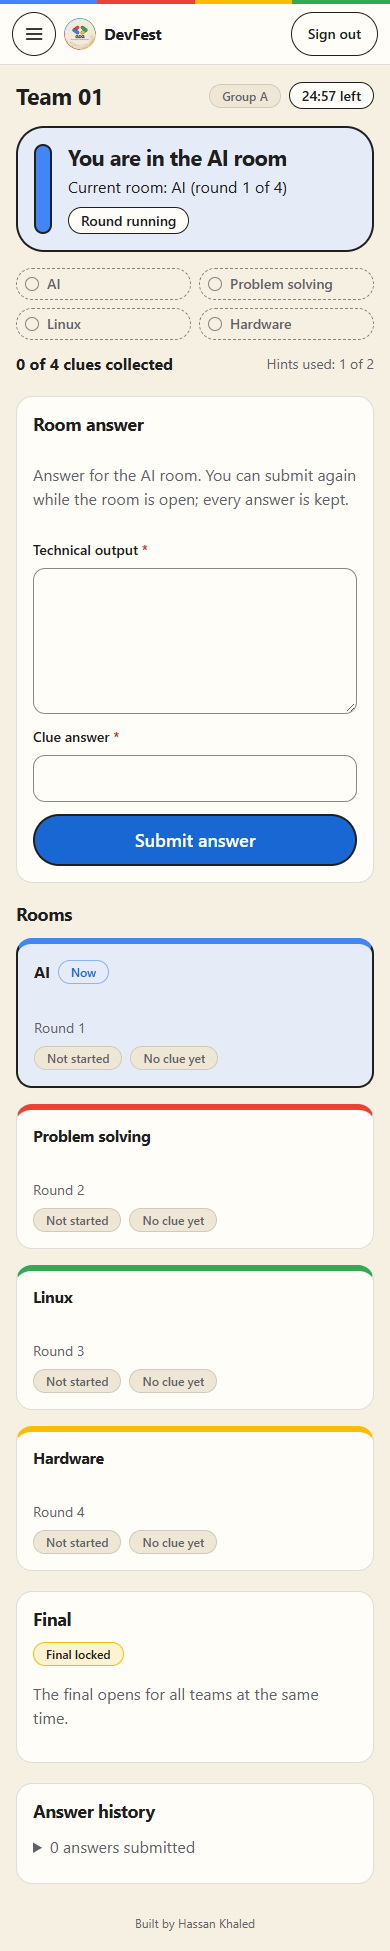 DevFest
Sign out
Team 01
Group A
24:57 left
You are in the AI room
Current room: AI (round 1 of 4)
Round running
AI
Problem solving
Linux
Hardware
0 of 4 clues collected
Hints used: 1 of 2
Room answer
Answer for the AI room. You can submit again
while the room is open; every answer is kept.
Technical output *
Clue answer *
Submit answer
Rooms
AI
Now
Round 1
Not started
No clue yet
Problem solving
Round 2
Not started
No clue yet
Linux
Round 3
Not started
No clue yet
Hardware
Round 4
Not started
No clue yet
Final
Final locked
The final opens for all teams at the same
time.
Answer history
0 answers submitted
Built by Hassan Khaled